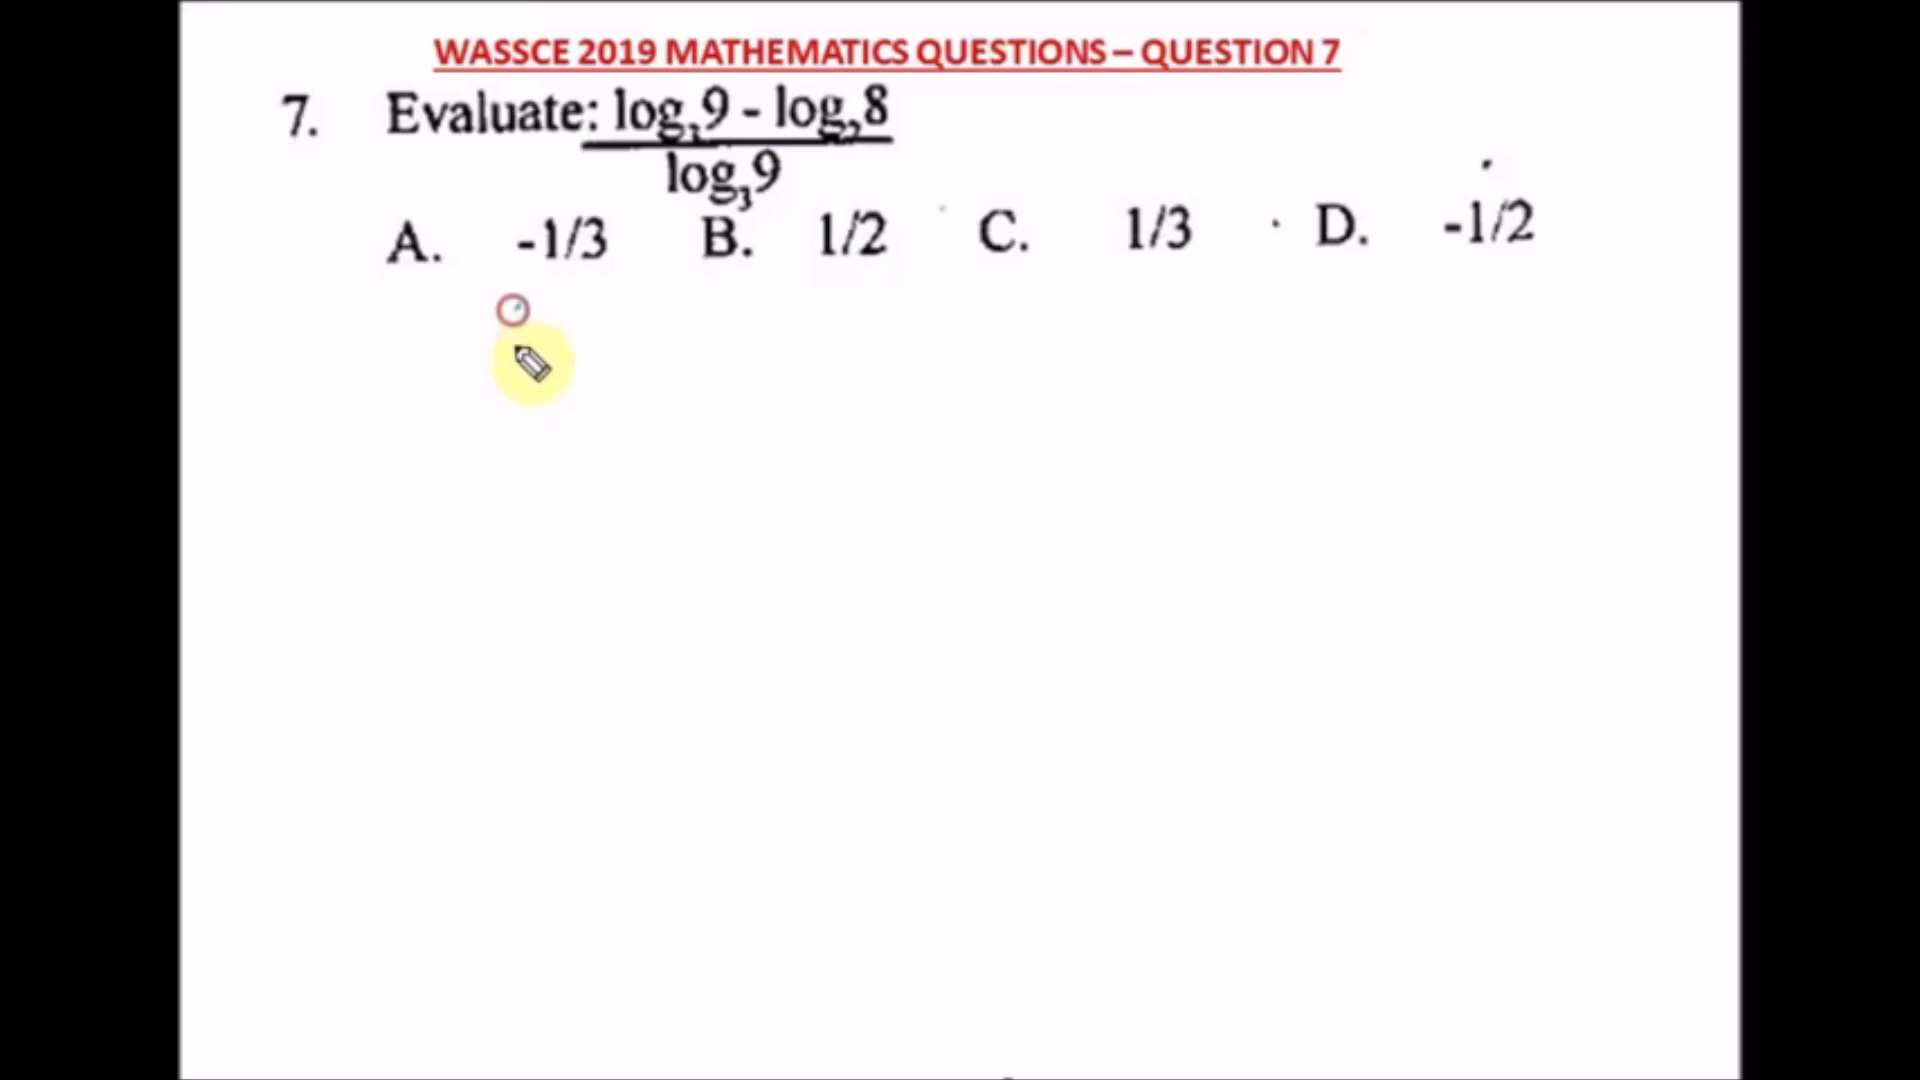 WASSCE 2019 MATHEMATICS QUESTIONS – QUESTION 7
7. Evaluate: log₃9 - log₂8
log₃9
A. -1/3 B. 1/2 C. 1/3 D. -1/2